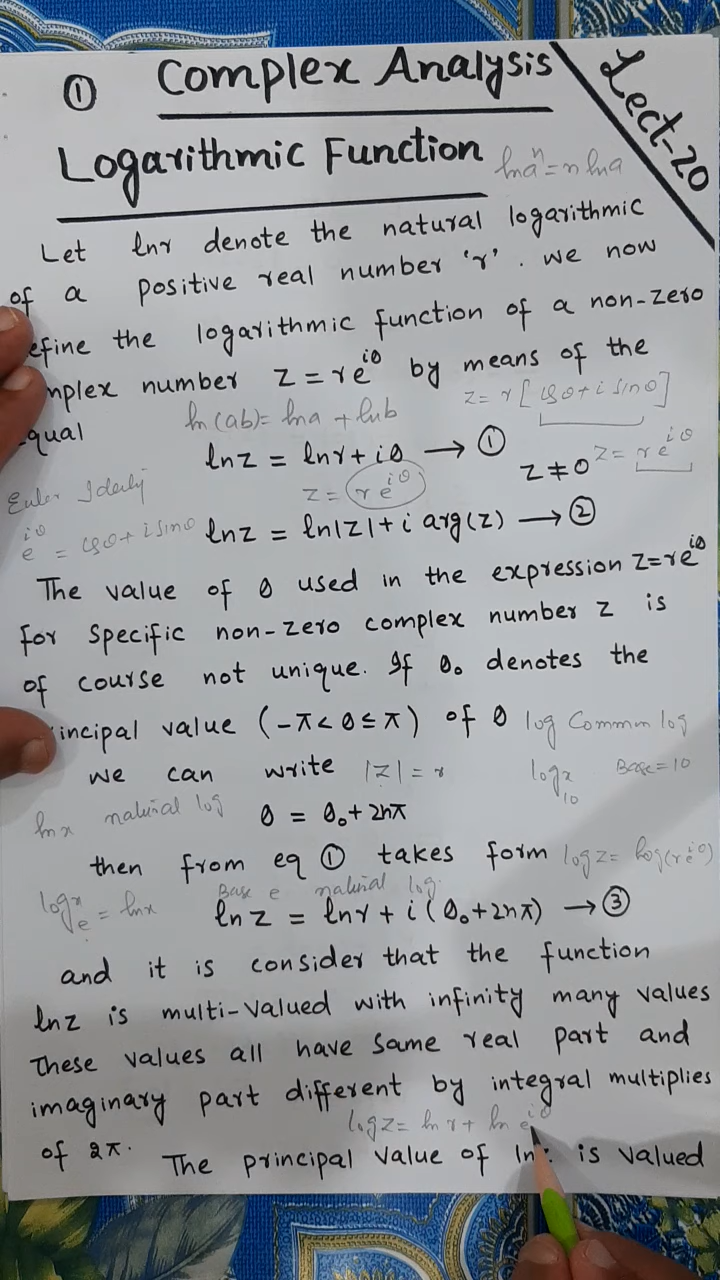 ① Complex Analysis
Lect-20
Logarithmic Function ln aⁿ = n ln a
Let lnr denote the natural logarithmic
of a positive real number 'r'. we now
efine the logarithmic function of a non-zero
mplex number Z = re^{iθ} by means of the
Z = r[cosθ + i sinθ]
equal ln(ab) = lna + lnb
lnz = lnr + iθ → ①
Z ≠ 0 Z = re^{iθ}
Euler Z = re^{iθ}
e^{iθ} = cosθ + i sinθ lnz = ln|Z| + i arg(z) → ②
The value of θ used in the expression Z = re^{iθ}
for specific non-zero complex number z is
of course not unique. If θ₀ denotes the
incipal value (-π < θ ≤ π) of θ log Common log
we can write |Z| = r log₁₀x Base = 10
lnx natural log θ = θ₀ + 2nπ
then from eq ① takes form logz = log(re^{iθ})
logₑx = lnx Base e natural log
lnz = lnr + i(θ₀ + 2nπ) → ③
and it is consider that the function
lnz is multi-valued with infinity many values
These values all have same real part and
imaginary part different by integral multiplies
logz = ln r + ln e^{iθ}
of 2π. The principal value of ln is valued